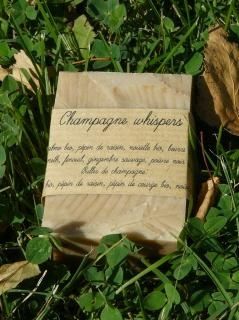 Champagne whispers
bio, pépin de raisin, noisette bio, beurre
fenouil, gingembre sauvage, poivre noir
Bulles de champagne
bio, pépin de raisin, pépin de courge bio, noix